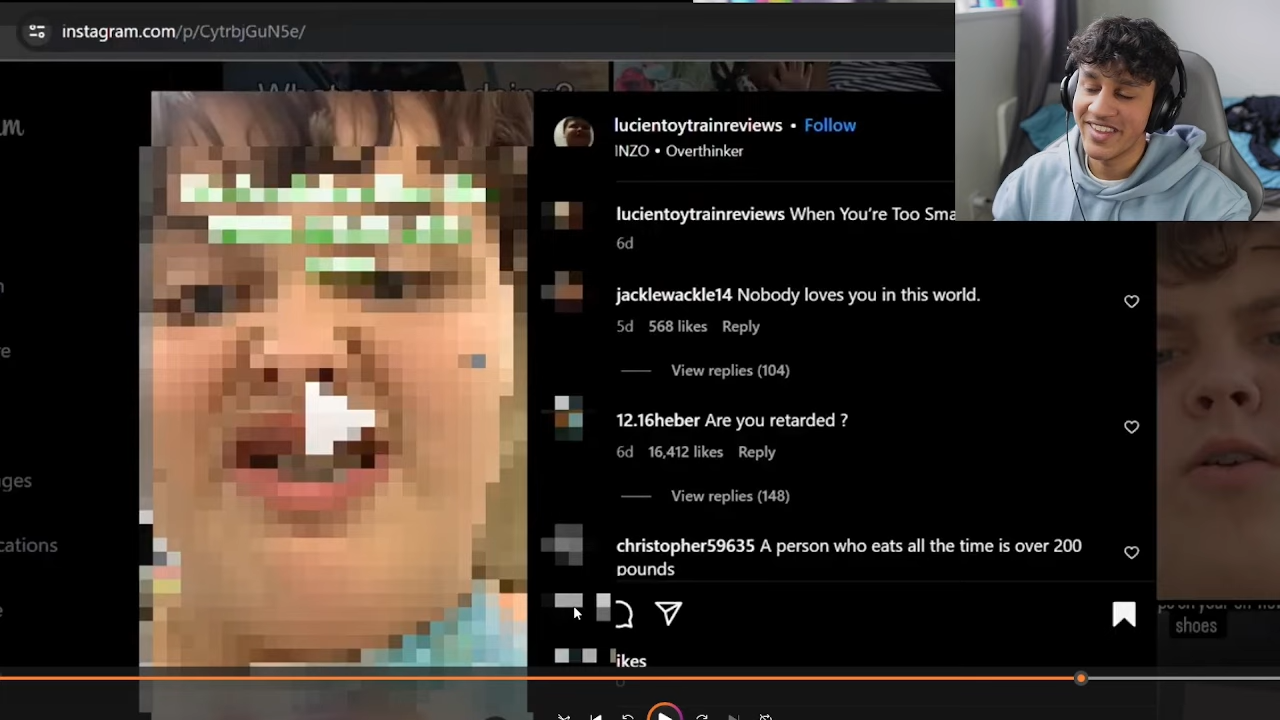 instagram.com/p/CytrbjGuN5e/
lucientoytrainreviews • Follow
INZO • Overthinker
lucientoytrainreviews When You're Too Sma
6d
jacklewackle14 Nobody loves you in this world.
5d 568 likes Reply
View replies (104)
12.16heber Are you retarded ?
6d 16,412 likes Reply
View replies (148)
christopher59635 A person who eats all the time is over 200
pounds
ges
cations
ikes
shoes